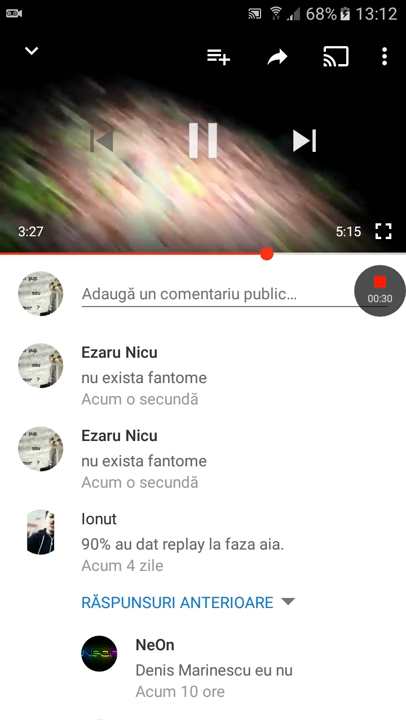 68% 13:12
3:27
5:15
Adaugă un comentariu public...
00:30
Ezaru Nicu
nu exista fantome
Acum o secundă
Ezaru Nicu
nu exista fantome
Acum o secundă
Ionut
90% au dat replay la faza aia.
Acum 4 zile
RĂSPUNSURI ANTERIOARE
NeOn
Denis Marinescu eu nu
Acum 10 ore